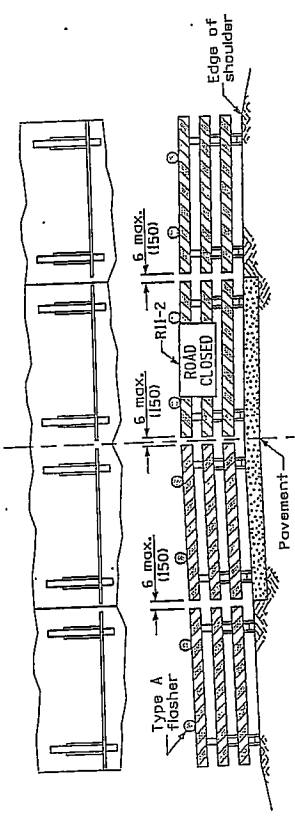 Edge of
shoulder
6 max.
(150)
R11-2
ROAD
CLOSED
6 max.
(150)
Pavement
6 max.
(150)
Type A
flasher